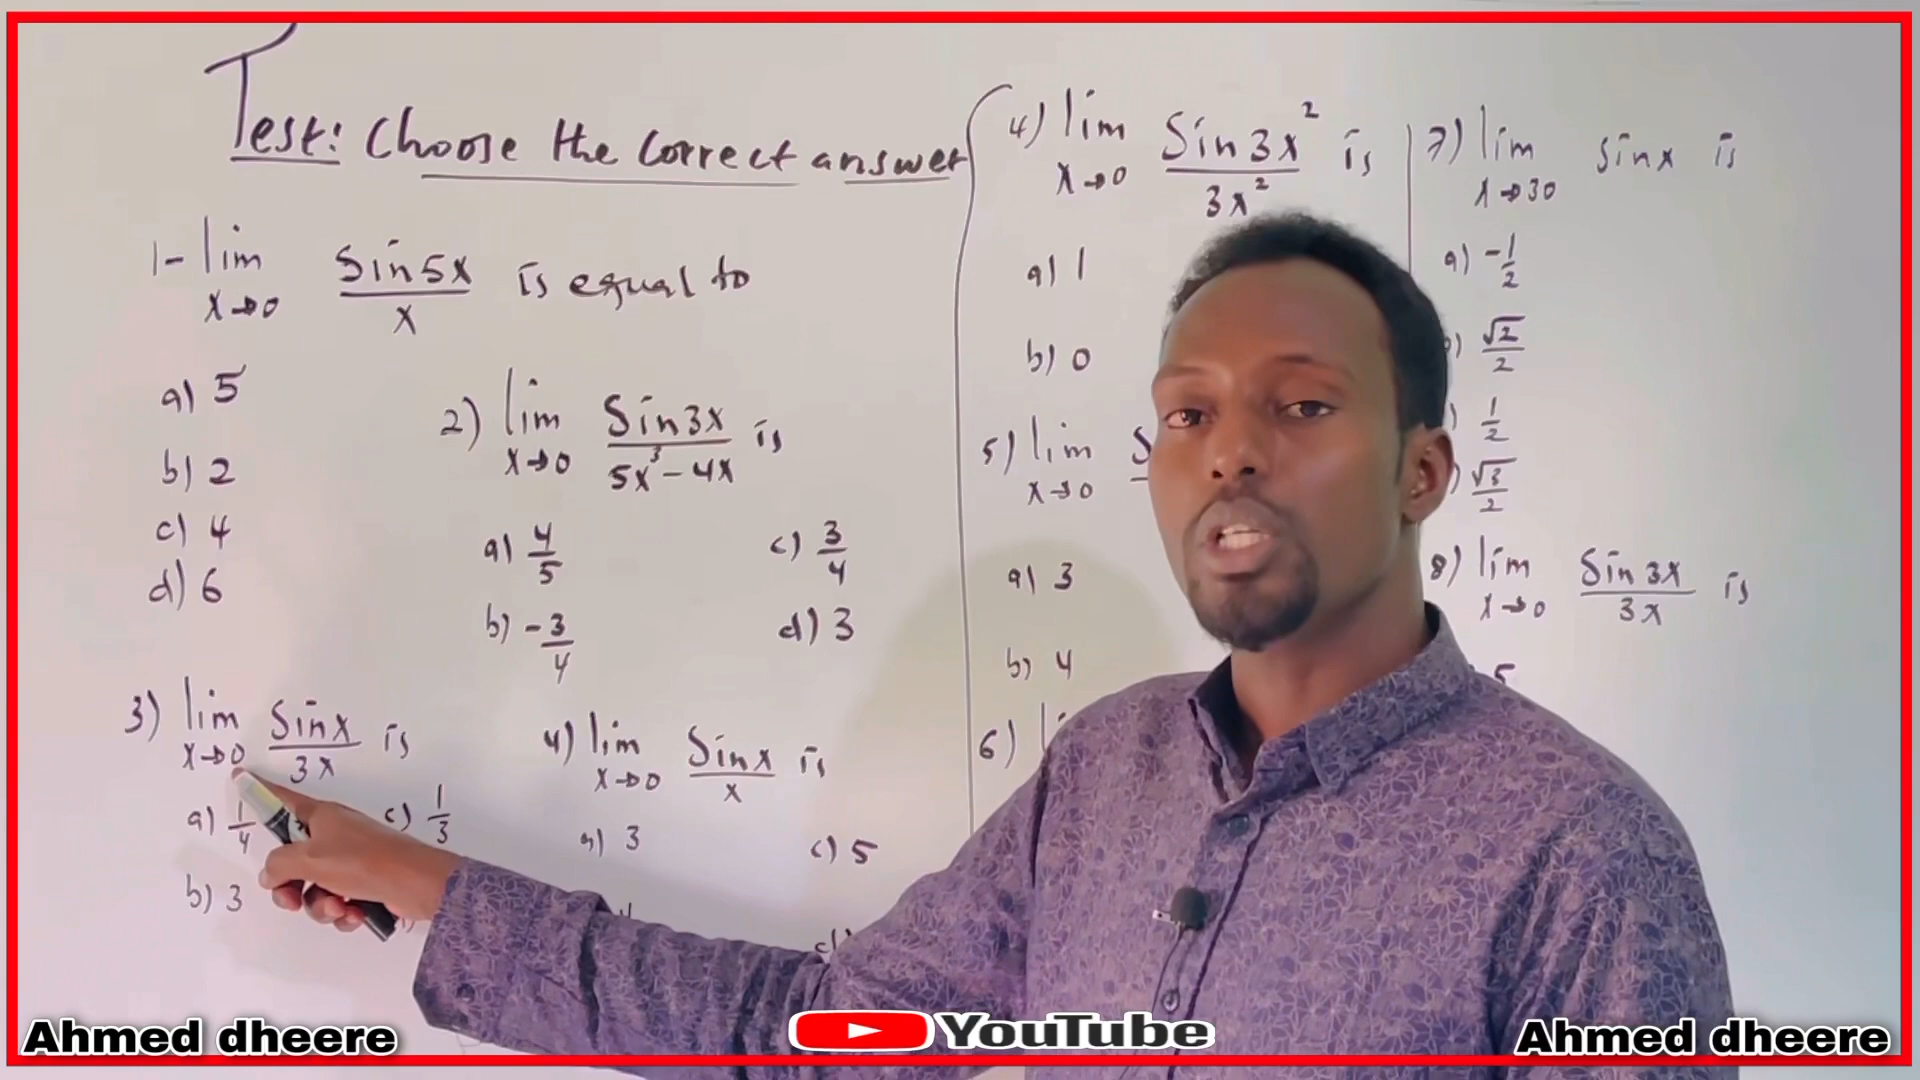 Test: Choose the correct answer
1- lim x→0 Sin5x/x is equal to
a) 5
b) 2
c) 4
d) 6
2) lim x→0 Sin3x/5x³-4x is
a) 4/5
c) 3/4
b) -3/4
d) 3
3) lim x→0 Sinx/3x is
a) 1/4
c) 1/3
b) 3
4) lim x→0 Sinx/x is
a) 3
c) 5
4) lim x→0 Sin3x²/3x² is
a) 1
b) 0
5) lim x→0 S
a) 3
b) 4
6)
7) lim x→30 Sinx is
a) -1/2
√2/2
1/2
√3/2
8) lim x→0 Sin3x/3x is
5
Ahmed dheere
YouTube
Ahmed dheere